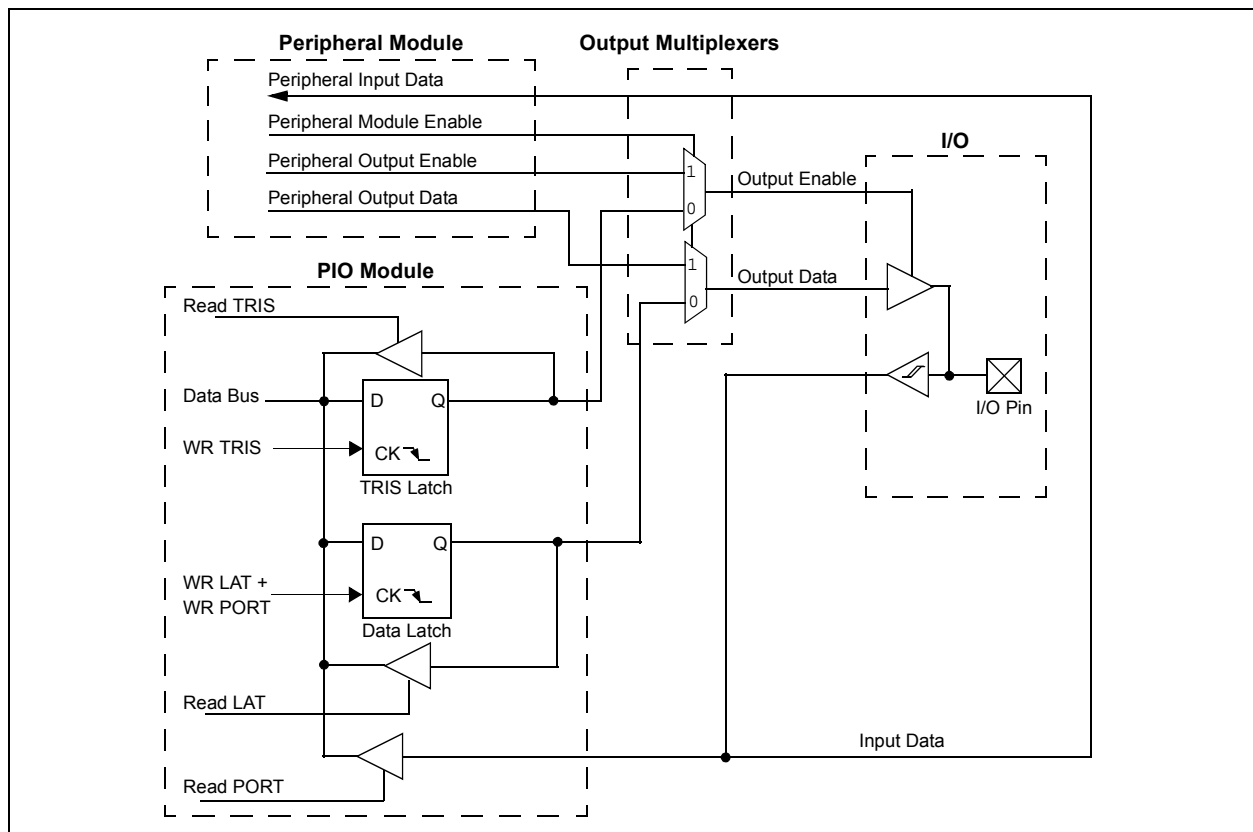 Peripheral Module
Output Multiplexers
Peripheral Input Data
Peripheral Module Enable
Peripheral Output Enable
Peripheral Output Data
1
0
1
0
Output Enable
Output Data
I/O
I/O Pin
PIO Module
Read TRIS
Data Bus
D
Q
WR TRIS
CK
TRIS Latch
D
Q
WR LAT +
WR PORT
CK
Data Latch
Read LAT
Read PORT
Input Data